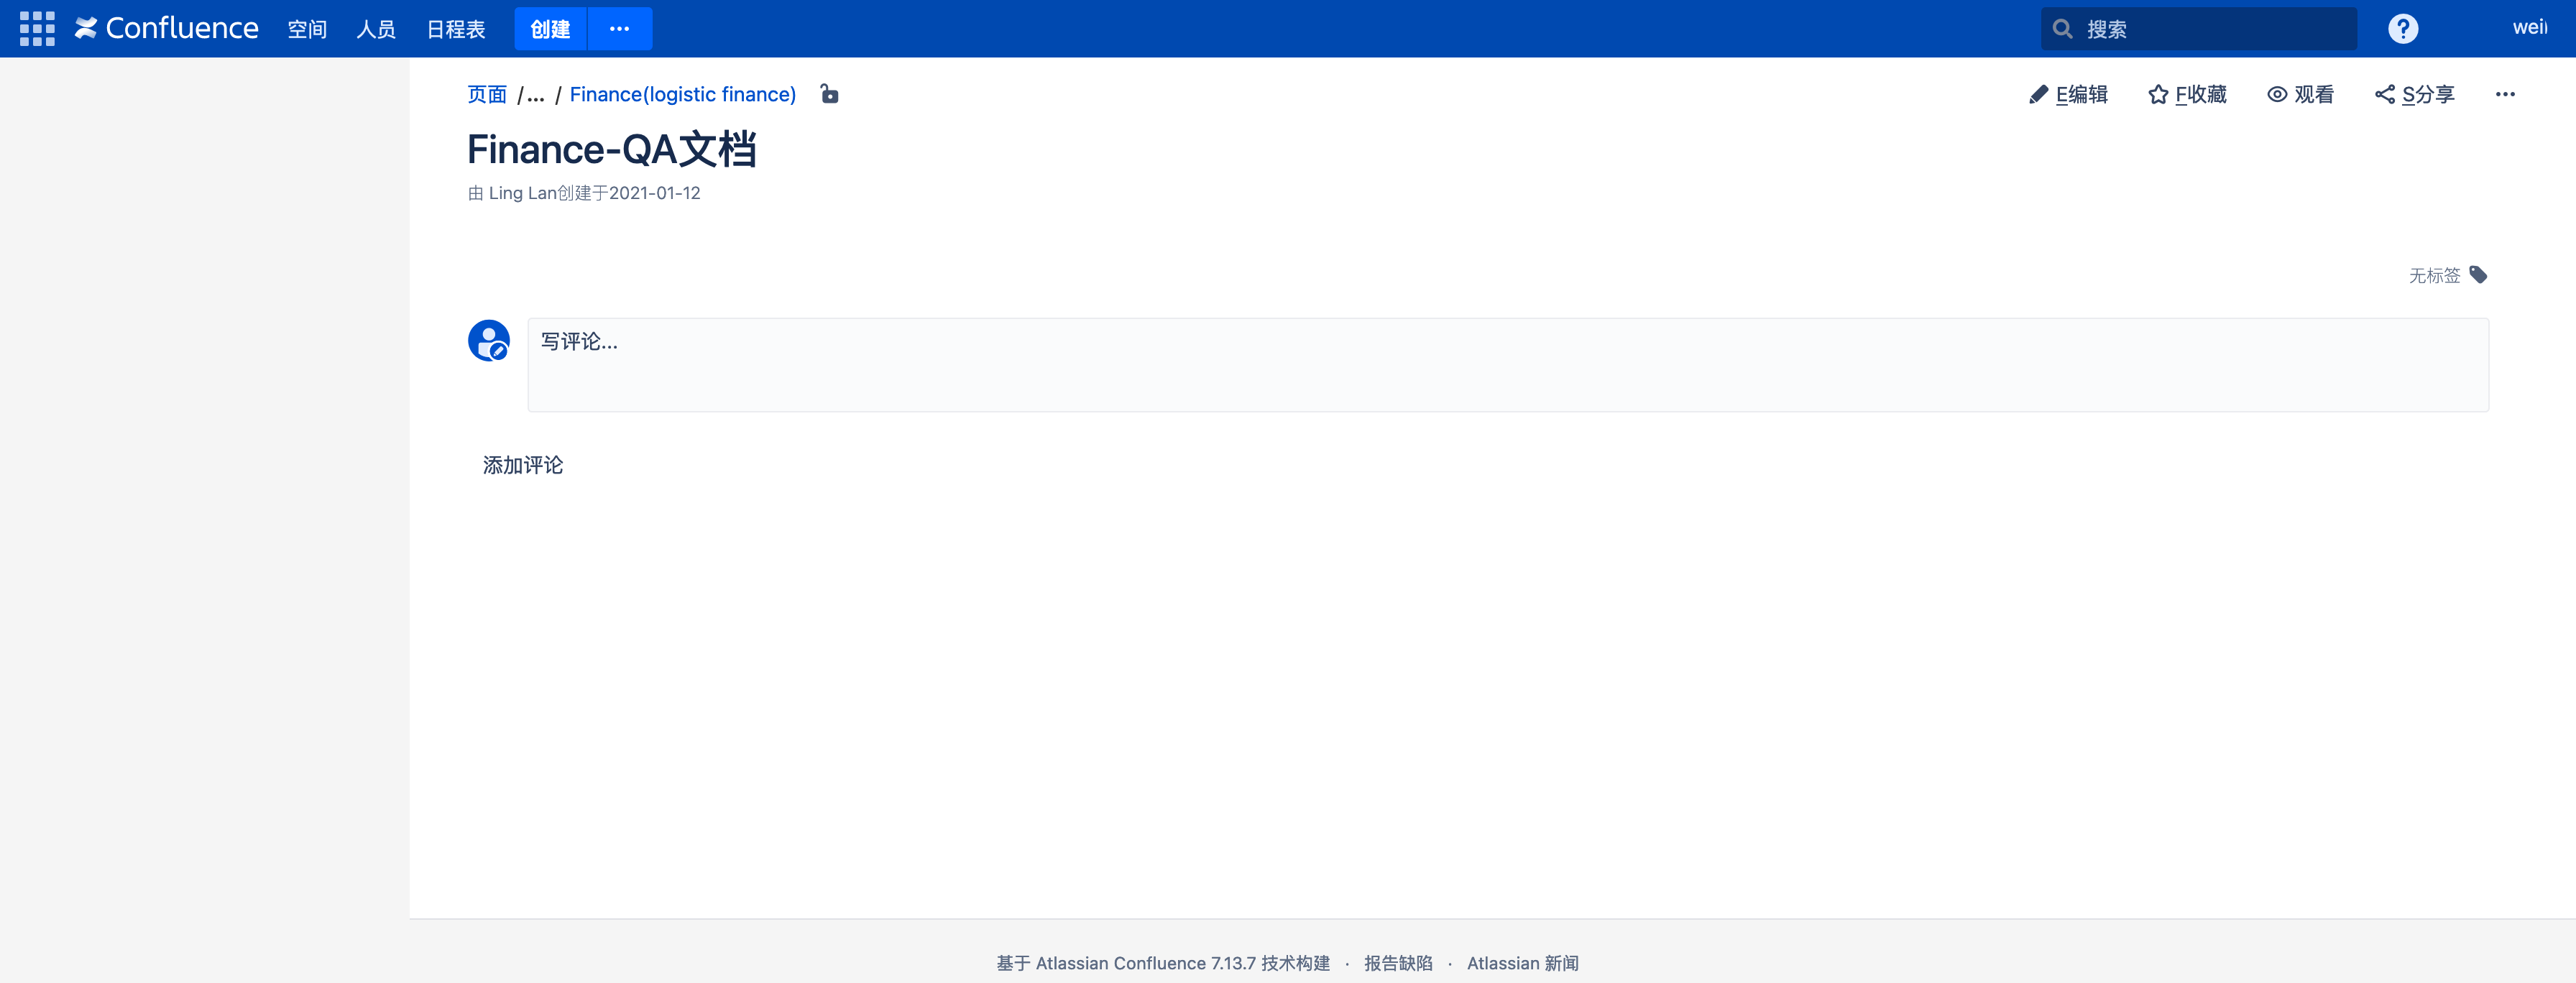 Confluence 空间 人员 日程表 创建 ··· 搜索 ?
页面 /... / Finance(logistic finance) E编辑 F收藏 观看 S分享 ···
Finance-QA文档
由 Ling Lan创建于2021-01-12
无标签
写评论...
添加评论
基于 Atlassian Confluence 7.13.7 技术构建 · 报告缺陷 · Atlassian 新闻